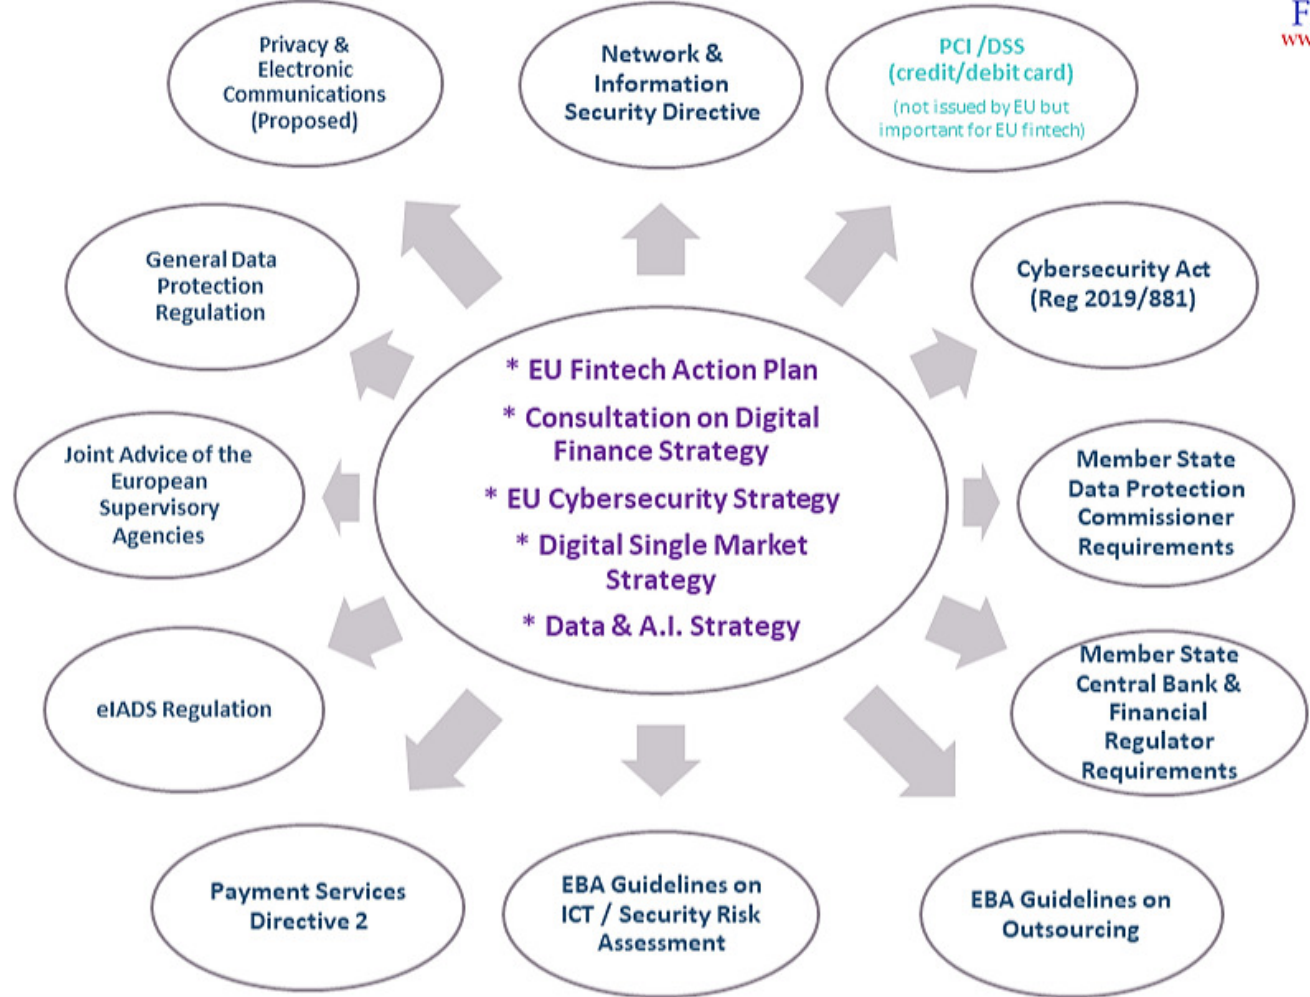 Privacy &
Electronic
Communications
(Proposed)
Network &
Information
Security Directive
PCI /DSS
(credit/debit card)
(not issued by EU but
important for EU fintech)
F
ww
General Data
Protection
Regulation
Cybersecurity Act
(Reg 2019/881)
* EU Fintech Action Plan
* Consultation on Digital
Finance Strategy
* EU Cybersecurity Strategy
* Digital Single Market
Strategy
* Data & A.I. Strategy
Joint Advice of the
European
Supervisory
Agencies
Member State
Data Protection
Commissioner
Requirements
eIADS Regulation
Member State
Central Bank &
Financial
Regulator
Requirements
Payment Services
Directive 2
EBA Guidelines on
ICT / Security Risk
Assessment
EBA Guidelines on
Outsourcing